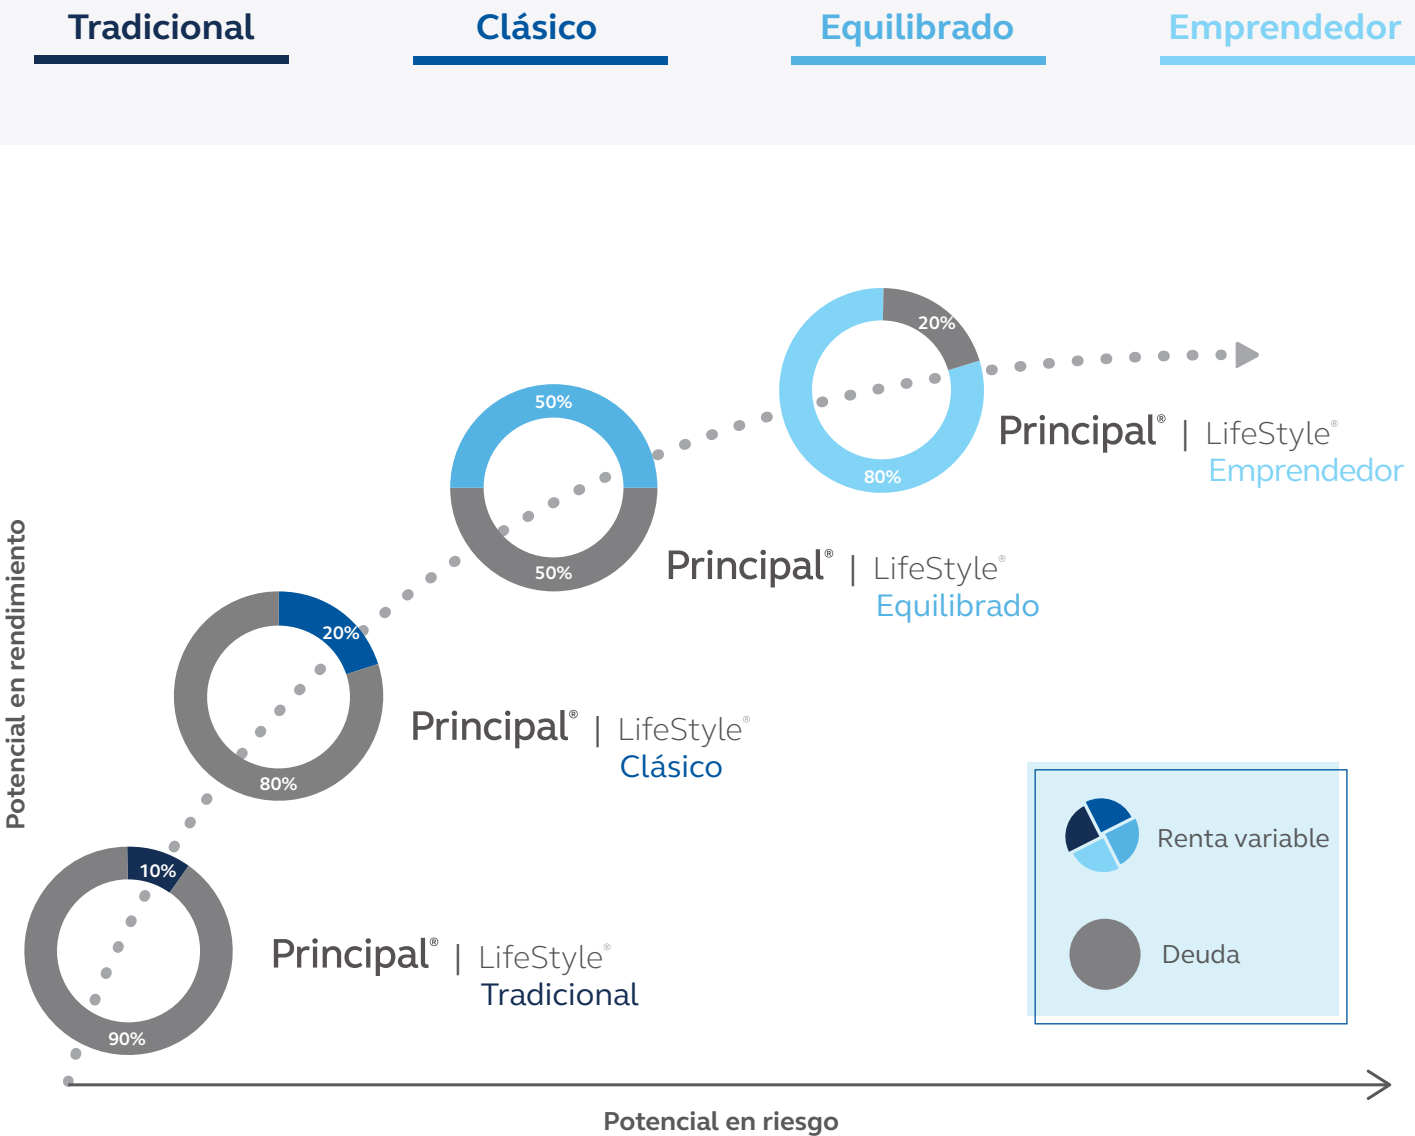 Tradicional
Clásico
Equilibrado
Emprendedor
20%
50%
Principal® | LifeStyle®
Emprendedor
80%
50%
Principal® | LifeStyle®
Equilibrado
20%
Principal® | LifeStyle®
Clásico
80%
10%
Principal® | LifeStyle®
Tradicional
90%
Potencial en rendimiento
Potencial en riesgo
Renta variable
Deuda